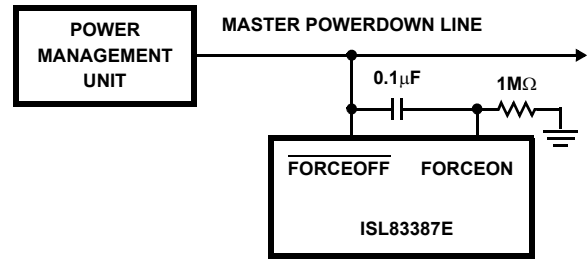 POWER
MANAGEMENT
UNIT
MASTER POWERDOWN LINE
0.1μF
1MΩ
FORCEOFF FORCEON
ISL83387E